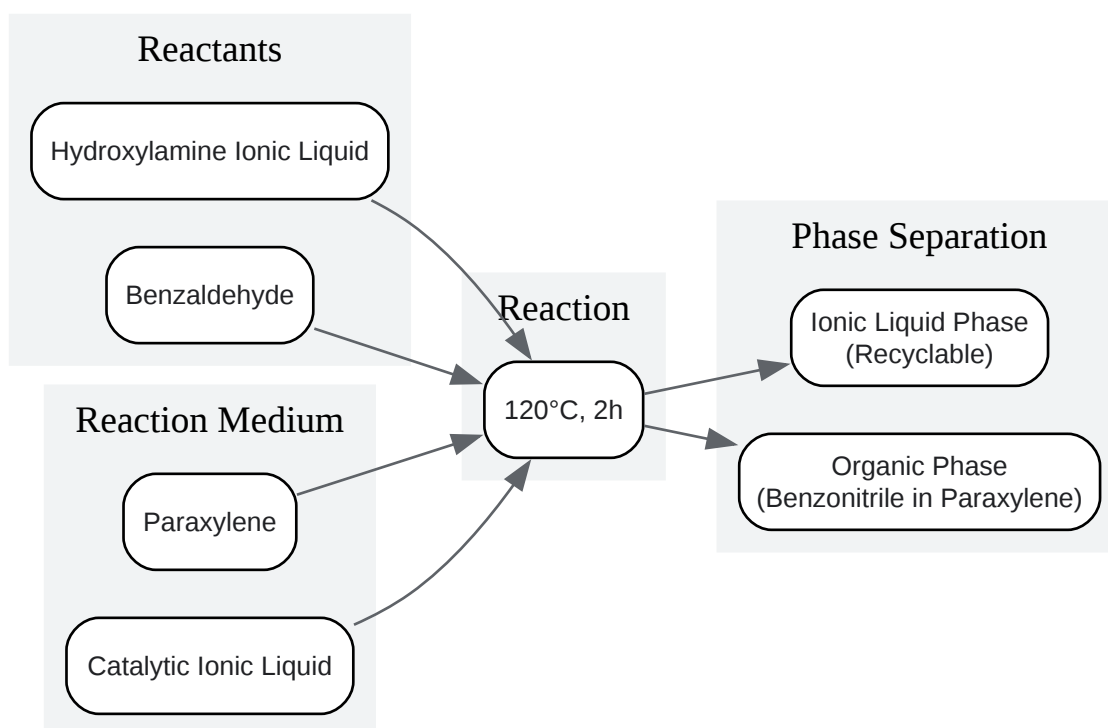 Reactants
Hydroxylamine Ionic Liquid
Benzaldehyde
Reaction Medium
Paraxylene
Catalytic Ionic Liquid
Reaction
120°C, 2h
Phase Separation
Ionic Liquid Phase
(Recyclable)
Organic Phase
(Benzonitrile in Paraxylene)